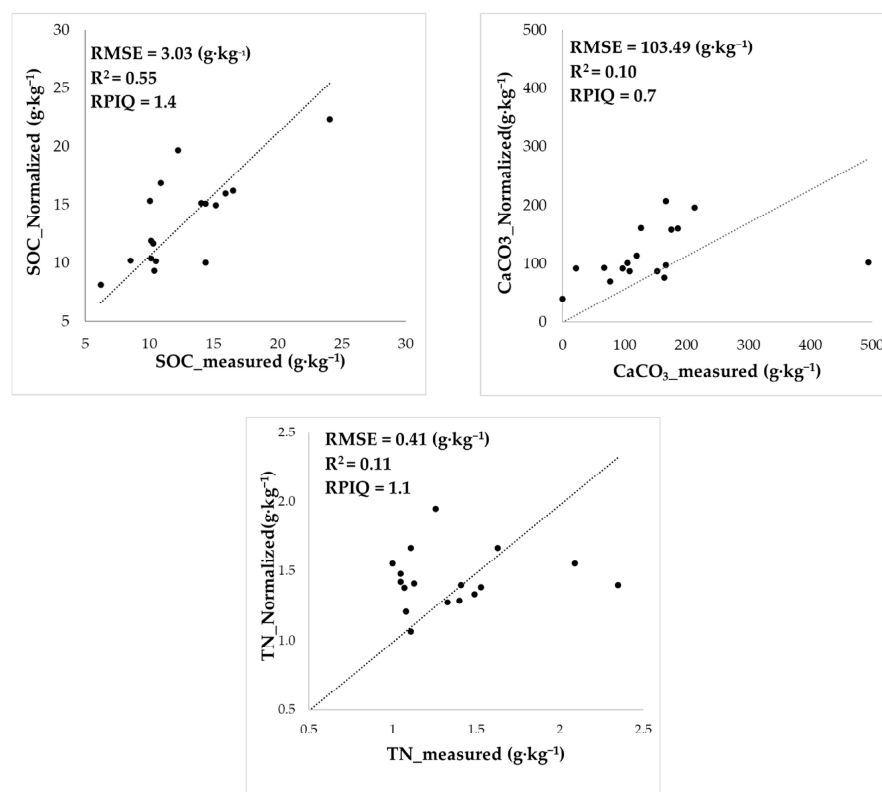 30
25
20
15
10
5
5
10
15
20
25
30
SOC_Normalized (g·kg⁻¹)
SOC_measured (g·kg⁻¹)
RMSE = 3.03 (g·kg⁻¹)
R² = 0.55
RPIQ = 1.4
500
400
300
200
100
0
0
100
200
300
400
500
CaCO3_Normalized(g·kg⁻¹)
CaCO₃_measured (g·kg⁻¹)
RMSE = 103.49 (g·kg⁻¹)
R² = 0.10
RPIQ = 0.7
2.5
2.0
1.5
1.0
0.5
0.5
1
1.5
2
2.5
TN_Normalized(g·kg⁻¹)
TN_measured (g·kg⁻¹)
RMSE = 0.41 (g·kg⁻¹)
R² = 0.11
RPIQ = 1.1